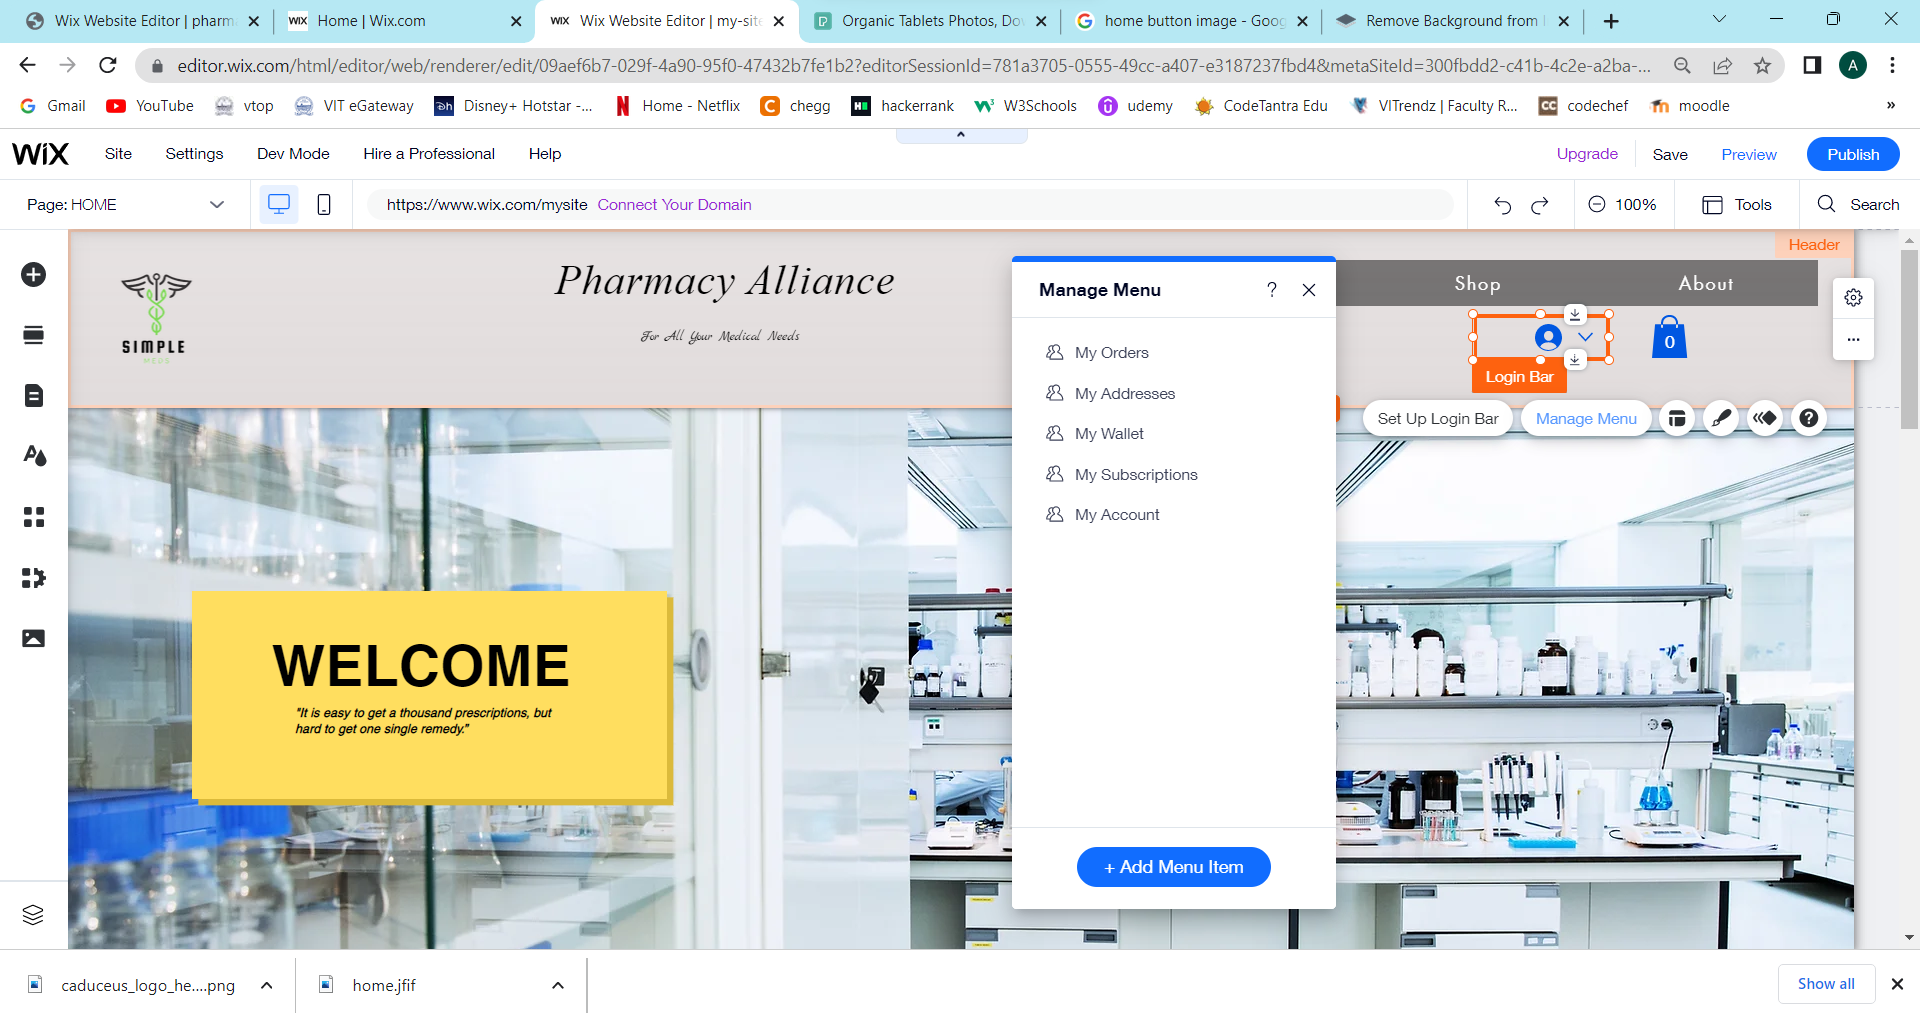 Wix Website Editor | pharm
Home | Wix.com
Wix Website Editor | my-site
Organic Tablets Photos, Do
home button image - Goog
Remove Background from
editor.wix.com/html/editor/web/renderer/edit/09aef6b7-029f-4a90-95f0-47432b7fe1b2?editorSessionId=781a3705-0555-49cc-a407-e3187237fbd4&metaSiteId=300fbdd2-c41b-4c2e-a2ba-...
A
Gmail
YouTube
vtop
VIT eGateway
Disney+ Hotstar -...
Home - Netflix
chegg
hackerrank
W3Schools
udemy
CodeTantra Edu
VITrendz | Faculty R...
codechef
moodle
»
WIX
Site
Settings
Dev Mode
Hire a Professional
Help
Upgrade
Save
Preview
Publish
Page: HOME
https://www.wix.com/mysite Connect Your Domain
100%
Tools
Search
Header
Pharmacy Alliance
For All Your Medical Needs
SIMPLE
MEDS
Shop
About
0
Login Bar
Set Up Login Bar
Manage Menu
?
Manage Menu
?
My Orders
My Addresses
My Wallet
My Subscriptions
My Account
+ Add Menu Item
WELCOME
"It is easy to get a thousand prescriptions, but
hard to get one single remedy."
caduceus_logo_he....png
home.jfif
Show all